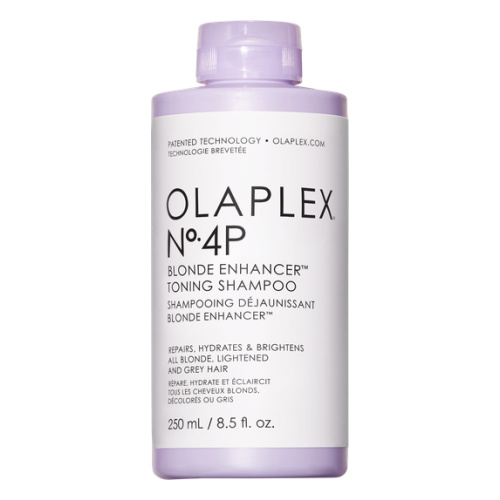 PATENTED TECHNOLOGY • OLAPLEX.COM
TECHNOLOGIE BREVETÉE
OLAPLEX.
Nº.4P
BLONDE ENHANCER™
TONING SHAMPOO
SHAMPOOING DÉJAUNISSANT
BLONDE ENHANCER™
REPAIRS, HYDRATES & BRIGHTENS
ALL BLONDE, LIGHTENED
AND GREY HAIR
RÉPARE, HYDRATE ET ÉCLAIRCIT
TOUS LES CHEVEUX BLONDS,
DÉCOLORÉS OU GRIS
250 mL / 8.5 fl. oz.